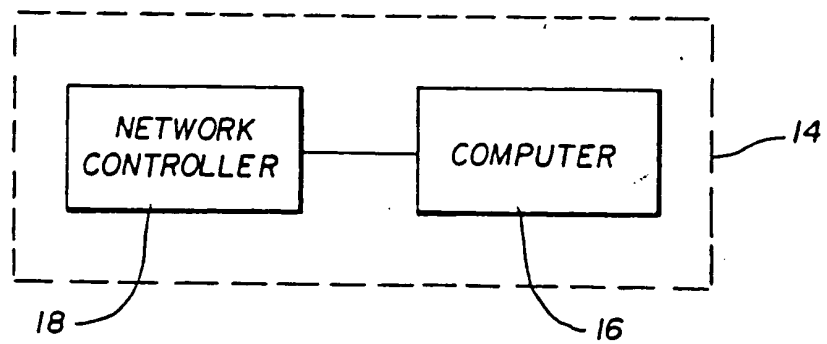 NETWORK
CONTROLLER
COMPUTER
14
18
16